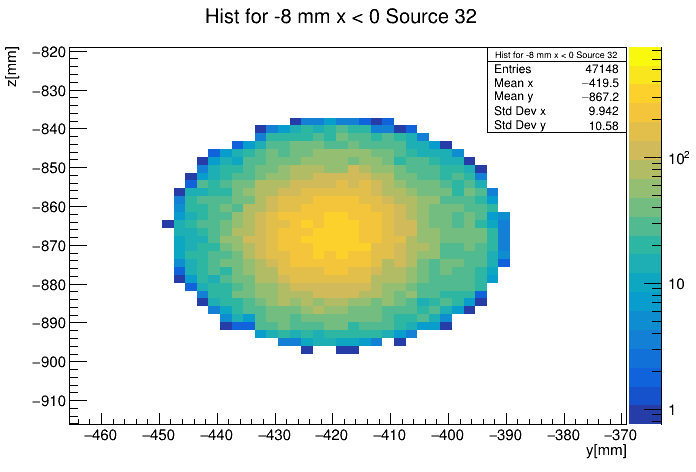 Hist for -8 mm x < 0 Source 32
z[mm]
−820
−830
−840
−850
−860
−870
−880
−890
−900
−910
Hist for -8 mm x < 0 Source 32
Entries 47148
Mean x −419.5
Mean y −867.2
Std Dev x 9.942
Std Dev y 10.58
10²
10
1
−460 −450 −440 −430 −420 −410 −400 −390 −380 −370
y[mm]